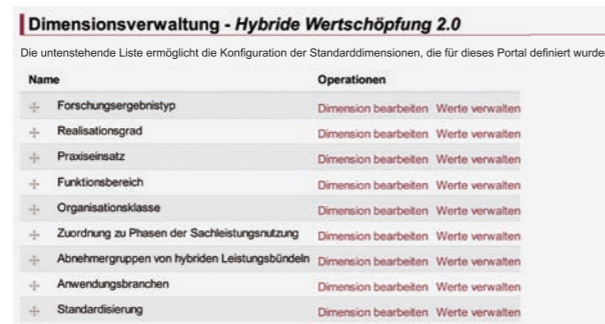 Dimensionsverwaltung - Hybride Wertschöpfung 2.0
Die untenstehende Liste ermöglicht die Konfiguration der Standarddimensionen, die für dieses Portal definiert wurde
Name Operationen
Forschungsergebnistyp Dimension bearbeiten Werte verwalten
Realisationsgrad Dimension bearbeiten Werte verwalten
Praxiseinsatz Dimension bearbeiten Werte verwalten
Funktionsbereich Dimension bearbeiten Werte verwalten
Organisationsklasse Dimension bearbeiten Werte verwalten
Zuordnung zu Phasen der Sachleistungsnutzung Dimension bearbeiten Werte verwalten
Abnehmergruppen von hybriden Leistungsbündeln Dimension bearbeiten Werte verwalten
Anwendungsbranchen Dimension bearbeiten Werte verwalten
Standardisierung Dimension bearbeiten Werte verwalten